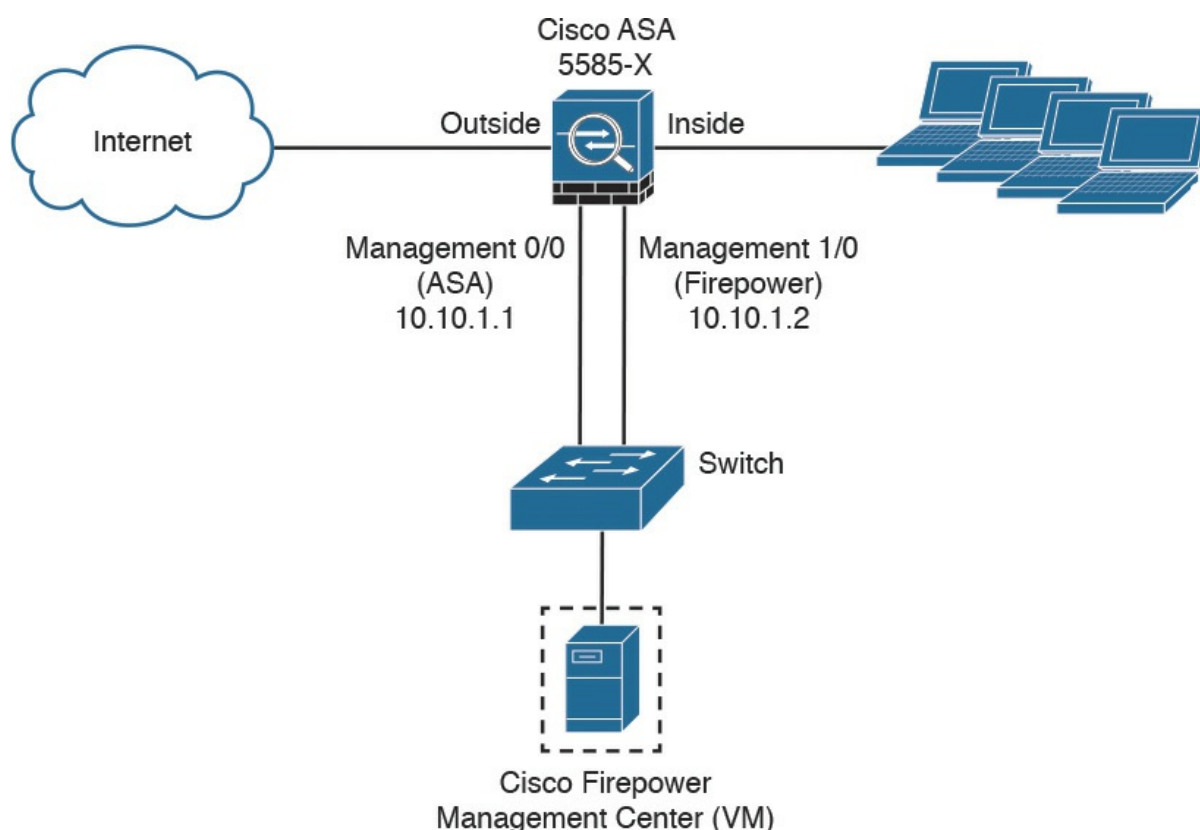 Cisco ASA
5585-X
Internet
Outside
Inside
Management 0/0
(ASA)
10.10.1.1
Management 1/0
(Firepower)
10.10.1.2
Switch
Cisco Firepower
Management Center (VM)